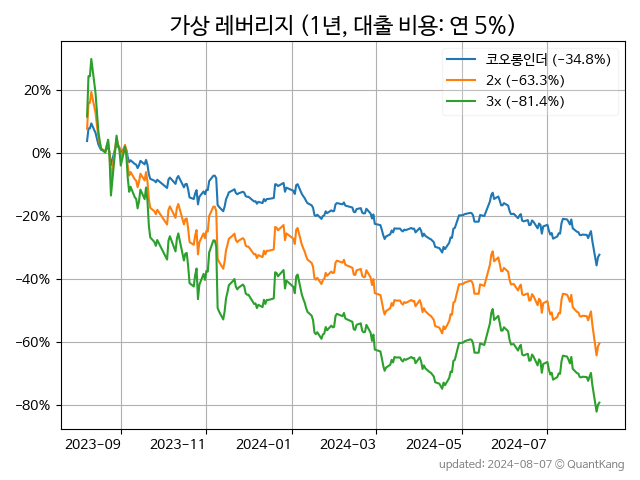 가상 레버리지 (1년, 대출 비용: 연 5%)
코오롱인더 (−34.8%)
2x (−63.3%)
3x (−81.4%)
20%
0%
−20%
−40%
−60%
−80%
2023-09
2023-11
2024-01
2024-03
2024-05
2024-07
updated: 2024-08-07 © QuantKang